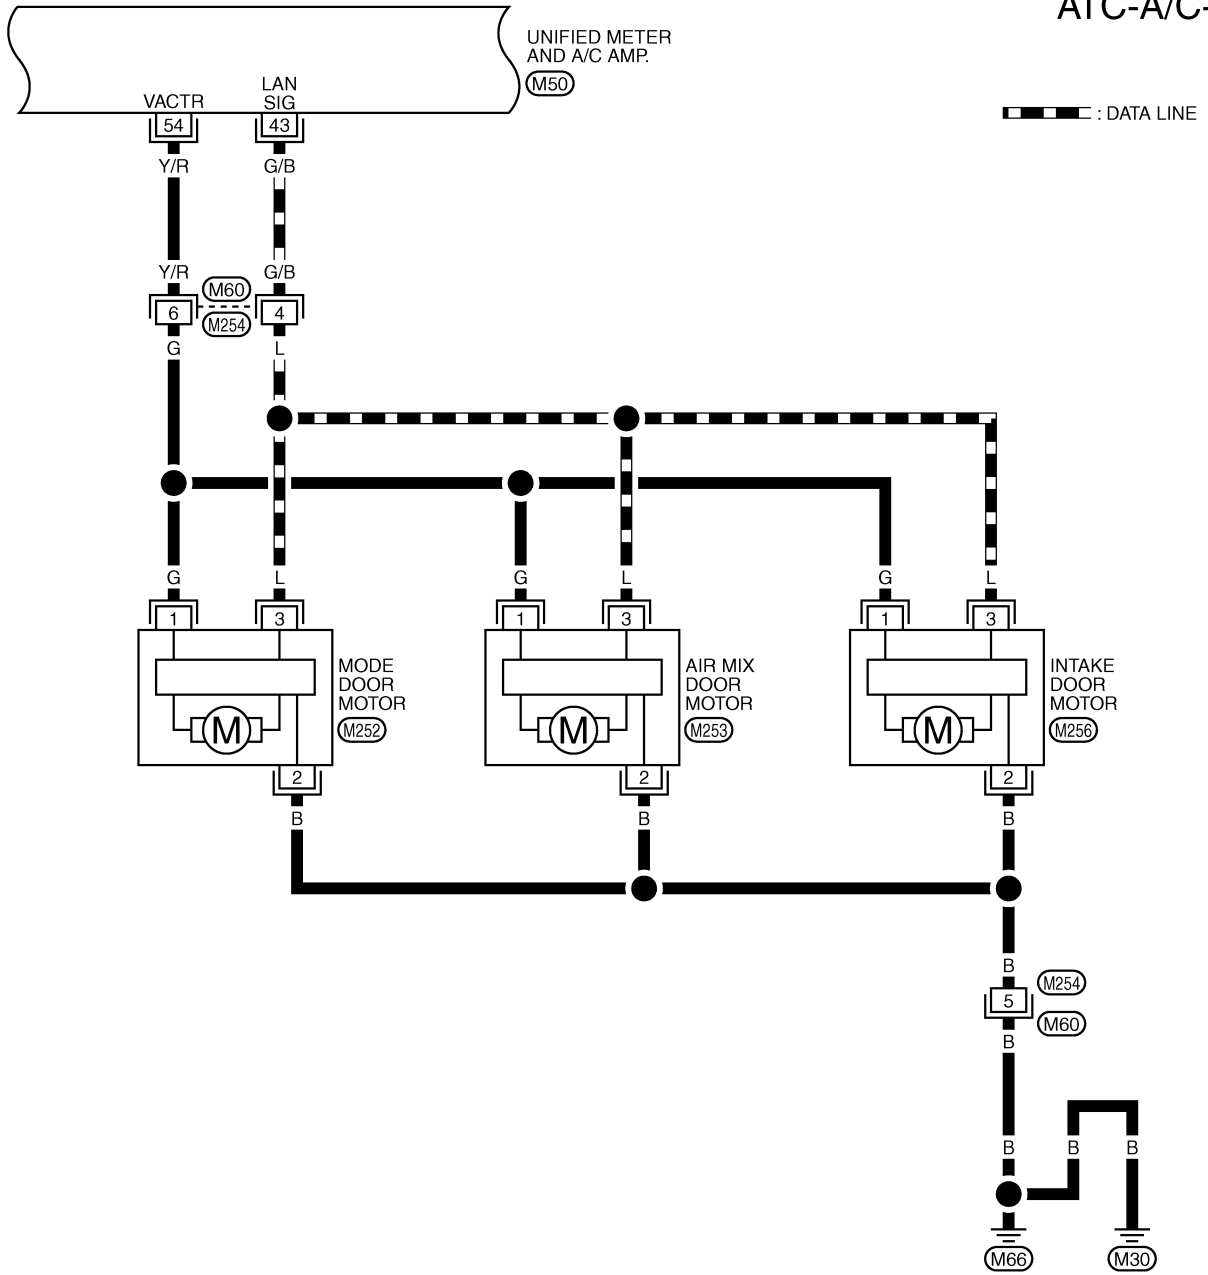 ATC-A/C-
UNIFIED METER
AND A/C AMP.
M50
: DATA LINE
VACTR
LAN
SIG
54
43
Y/R
G/B
Y/R
G/B
M60
6
4
M254
G
L
G
L
G
L
G
L
1
3
1
3
1
3
MODE
DOOR
MOTOR
M252
M
AIR MIX
DOOR
MOTOR
M253
M
INTAKE
DOOR
MOTOR
M256
M
2
2
2
B
B
B
B
M254
5
M60
B
B
B
B
M66
M30